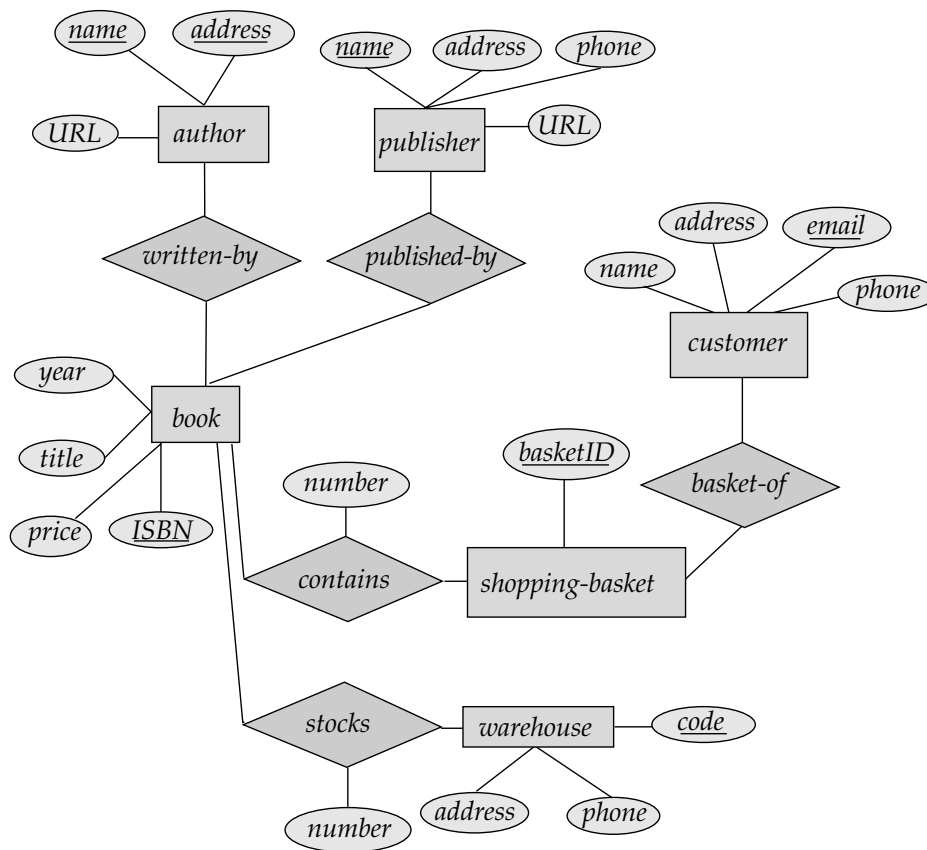 name
address
name
address
phone
URL
author
publisher
URL
written-by
published-by
address
email
name
phone
customer
year
book
title
basketID
number
basket-of
price
ISBN
contains
shopping-basket
stocks
warehouse
code
address
phone
number